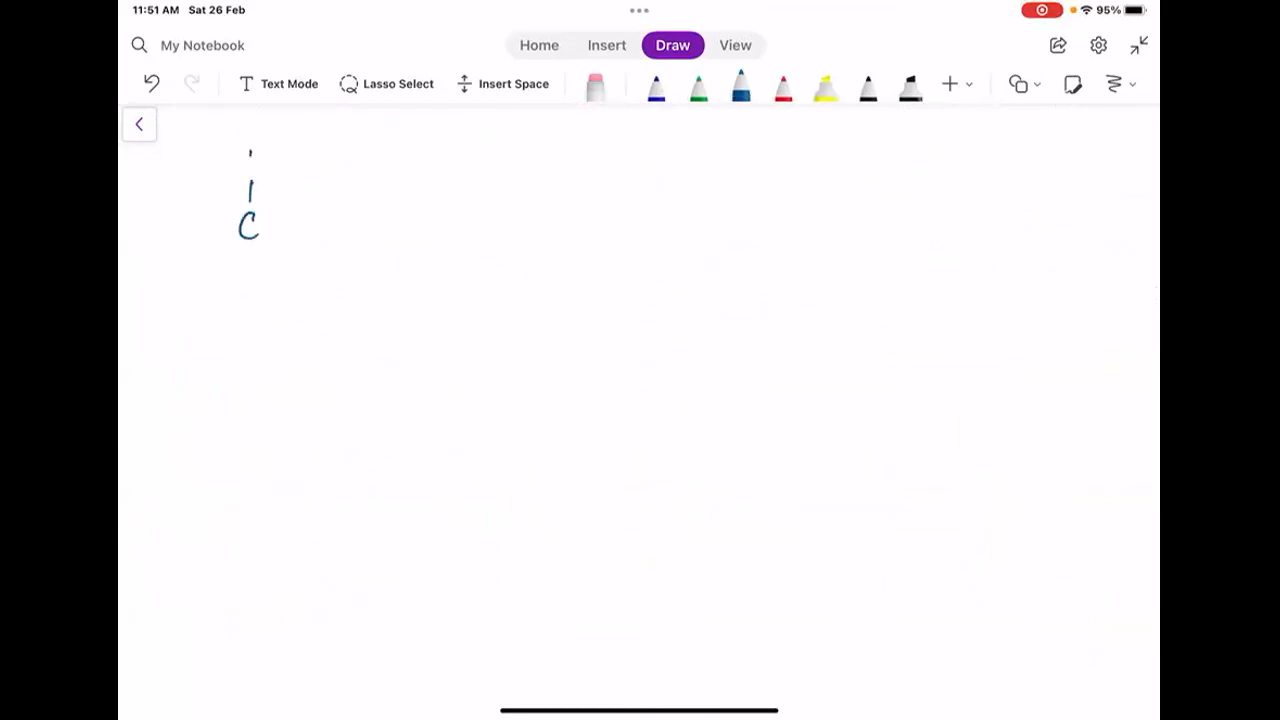 11:51 AM Sat 26 Feb
95%
My Notebook
Home Insert Draw View
Text Mode Lasso Select Insert Space
C